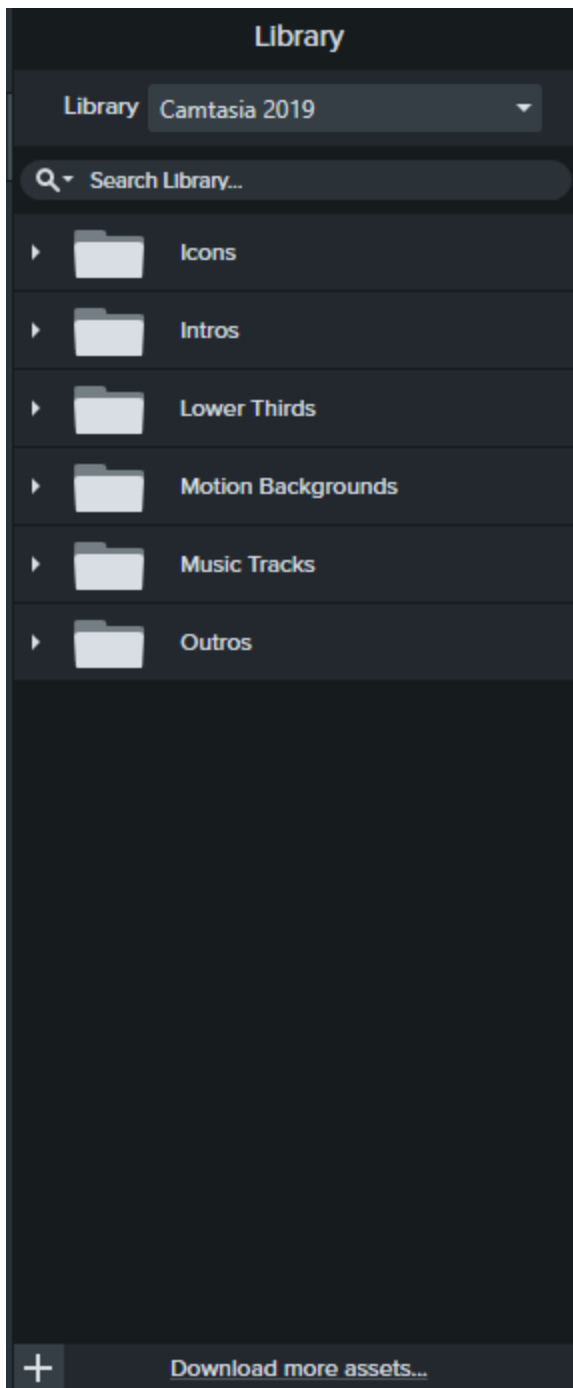 Library
Library Camtasia 2019
Search Library...
Icons
Intros
Lower Thirds
Motion Backgrounds
Music Tracks
Outros
Download more assets...